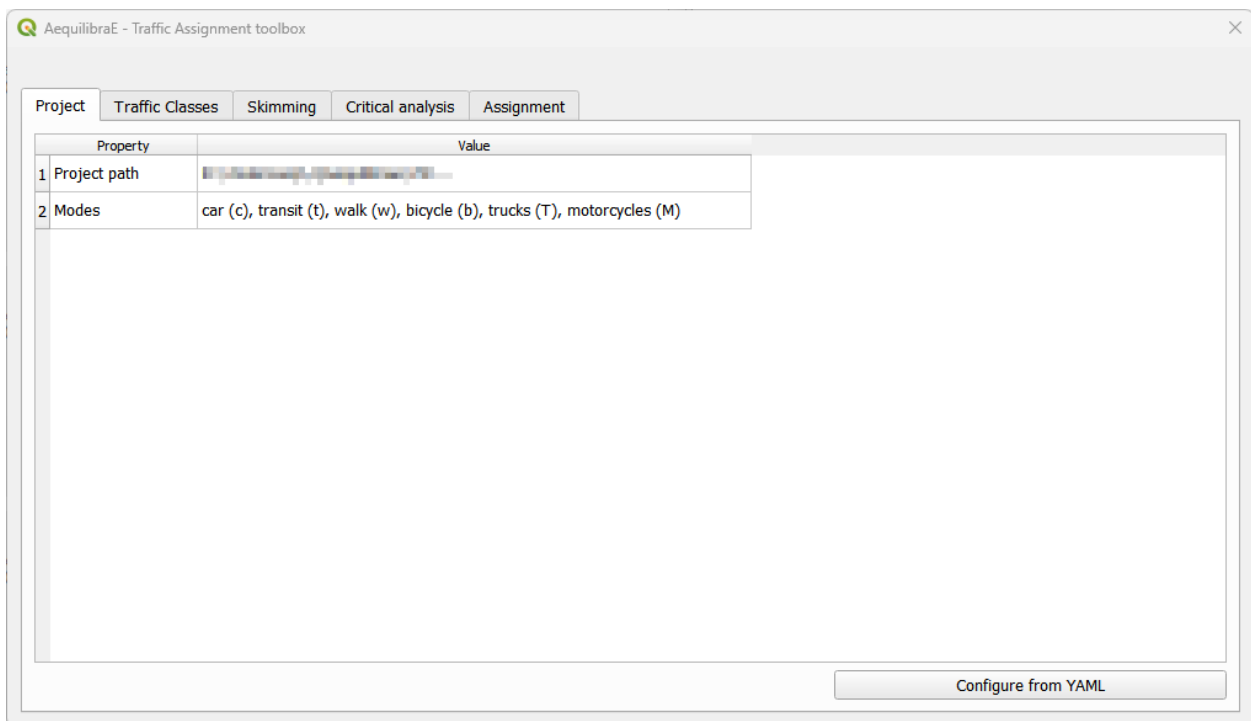 AequilibraE - Traffic Assignment toolbox
Project Traffic Classes Skimming Critical analysis Assignment
Property Value
1 Project path
2 Modes car (c), transit (t), walk (w), bicycle (b), trucks (T), motorcycles (M)
Configure from YAML